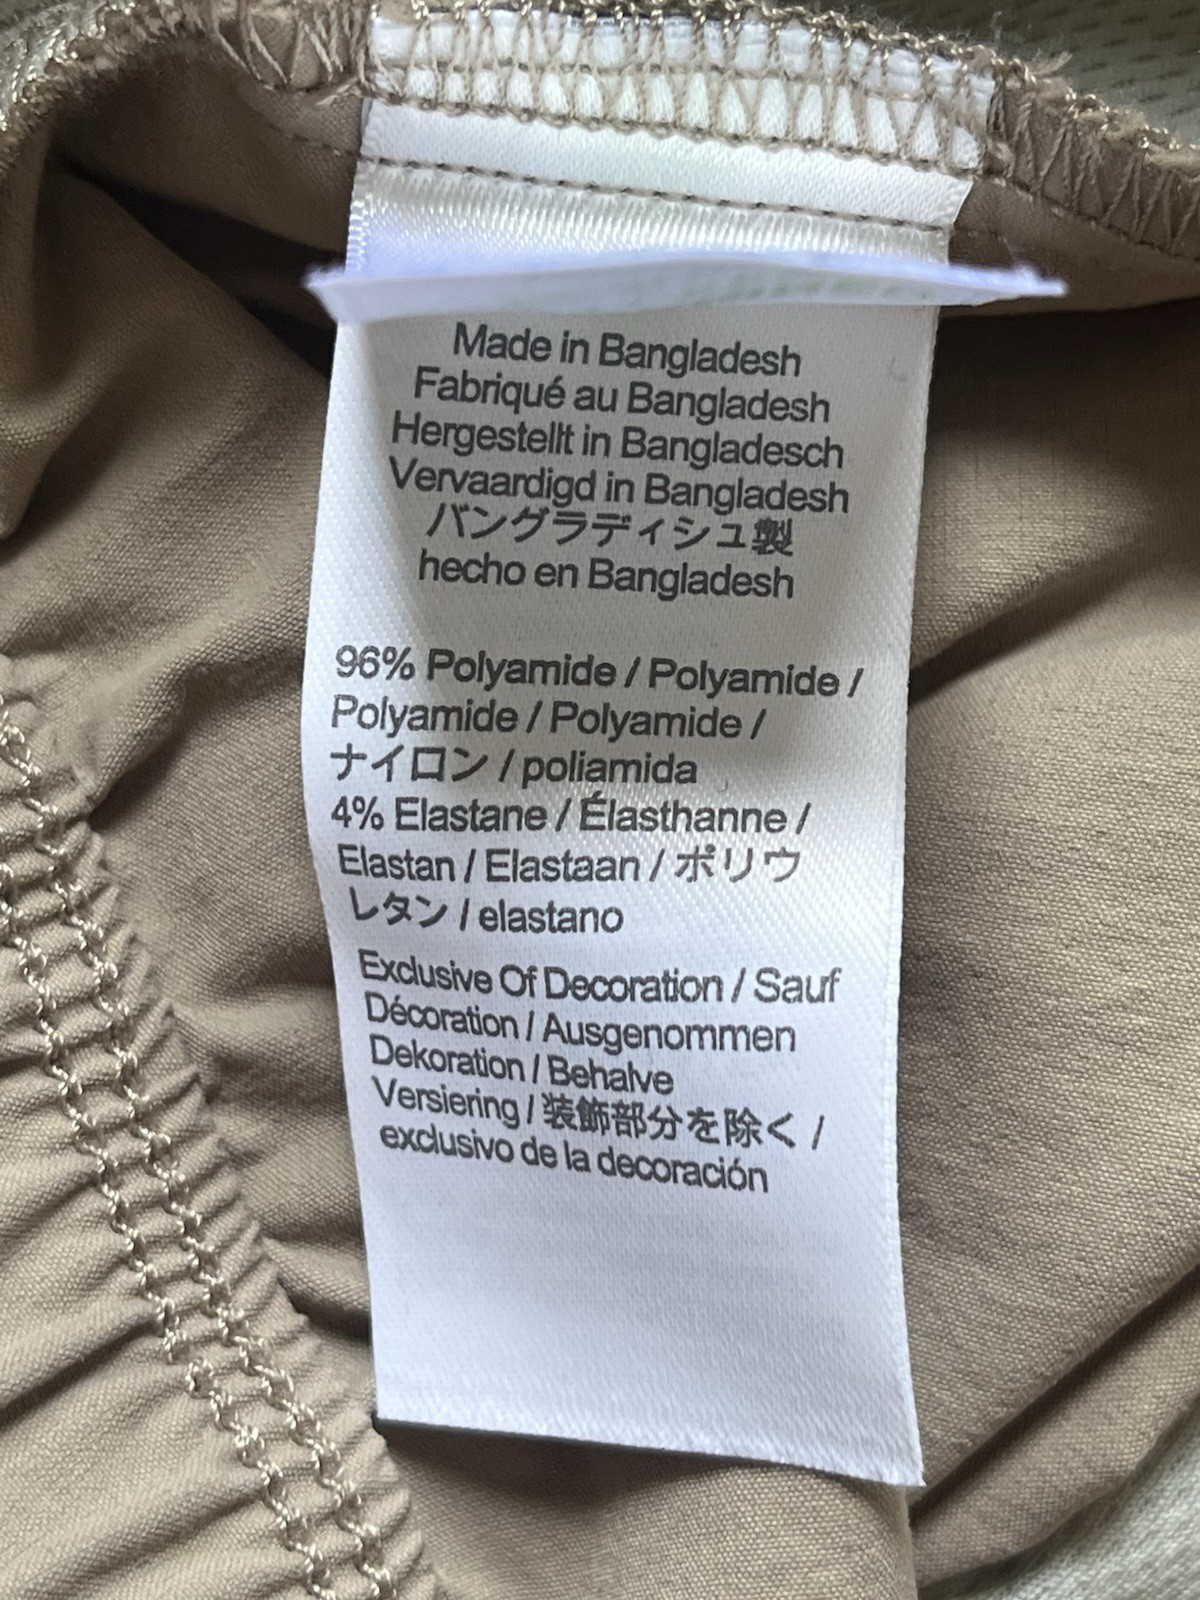 Made in Bangladesh
Fabriqué au Bangladesh
Hergestellt in Bangladesch
Vervaardigd in Bangladesh
バングラディシュ製
hecho en Bangladesh
96% Polyamide / Polyamide /
Polyamide / Polyamide /
ナイロン / poliamida
4% Elastane / Élasthanne /
Elastan / Elastaan / ポリウ
レタン / elastano
Exclusive Of Decoration / Sauf
Décoration / Ausgenommen
Dekoration / Behalve
Versiering / 装飾部分を除く /
exclusivo de la decoración